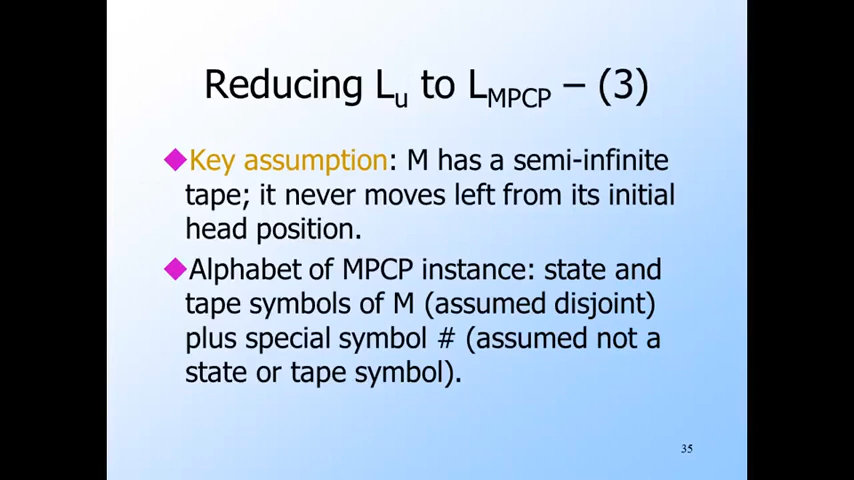 Reducing Lu to LMPCP – (3)
Key assumption: M has a semi-infinite
tape; it never moves left from its initial
head position.
Alphabet of MPCP instance: state and
tape symbols of M (assumed disjoint)
plus special symbol # (assumed not a
state or tape symbol).
35